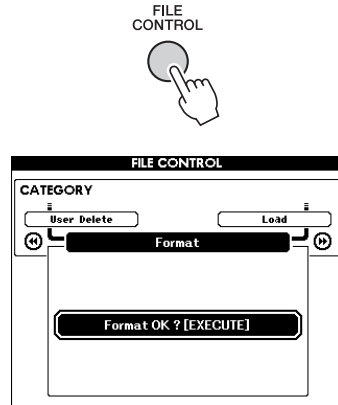 FILE
CONTROL
FILE CONTROL
CATEGORY
User Delete Load
Format
Format OK ? [EXECUTE]